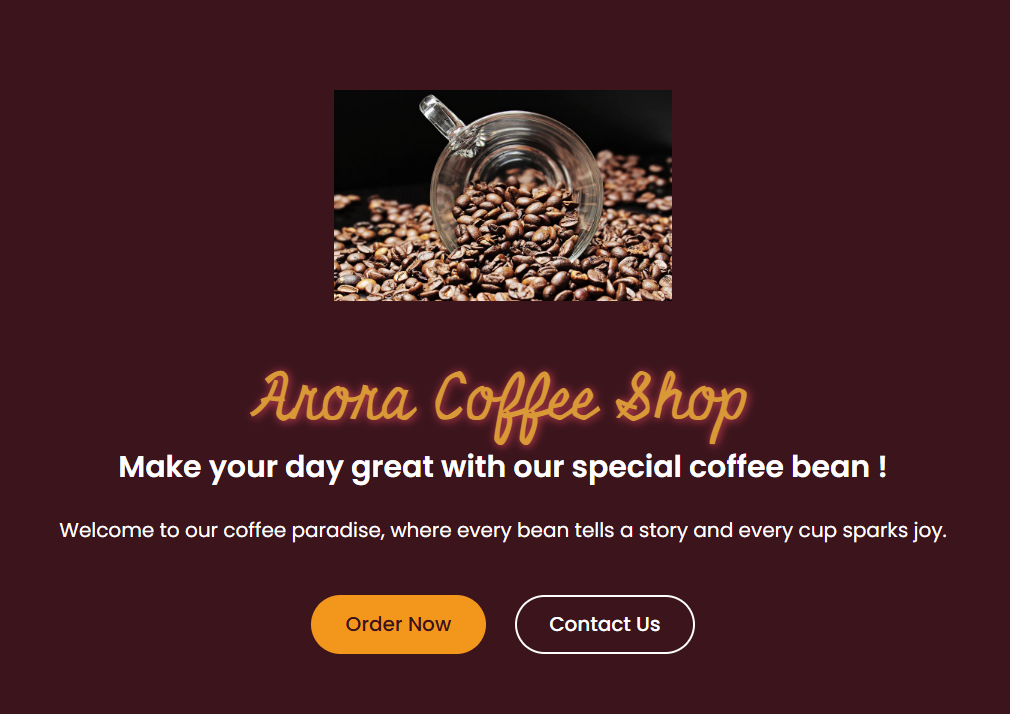 Arora Coffee Shop
Make your day great with our special coffee bean !
Welcome to our coffee paradise, where every bean tells a story and every cup sparks joy.
Order Now
Contact Us